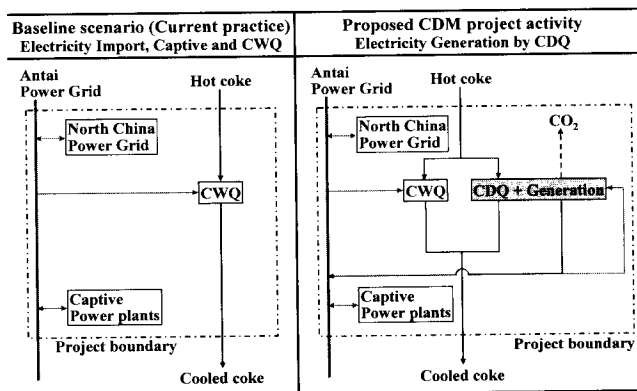 Baseline scenario (Current practice)
Electricity Import, Captive and CWQ
Antai
Power Grid
Hot coke
North China
Power Grid
CWQ
Captive
Power plants
Project boundary
Cooled coke
Proposed CDM project activity
Electricity Generation by CDQ
Antai
Power Grid
Hot coke
CO₂
North China
Power Grid
CWQ
CDQ + Generation
Captive
Power plants
Project boundary
Cooled coke